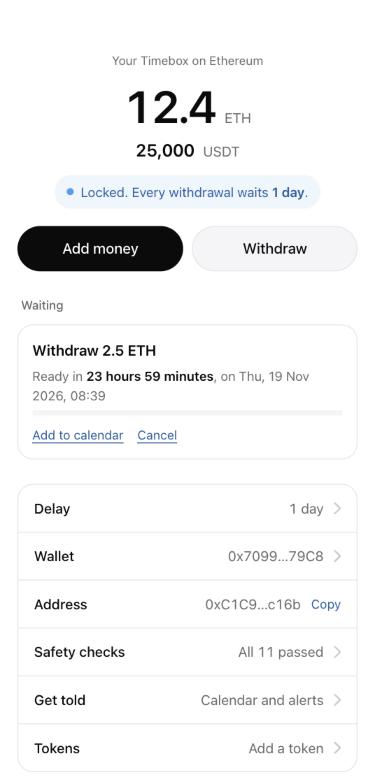 Your Timebox on Ethereum
12.4 ETH
25,000 USDT
Locked. Every withdrawal waits 1 day.
Add money
Withdraw
Waiting
Withdraw 2.5 ETH
Ready in 23 hours 59 minutes, on Thu, 19 Nov
2026, 08:39
Add to calendar Cancel
Delay 1 day
Wallet 0x7099...79C8
Address 0xC1C9...c16b Copy
Safety checks All 11 passed
Get told Calendar and alerts
Tokens Add a token